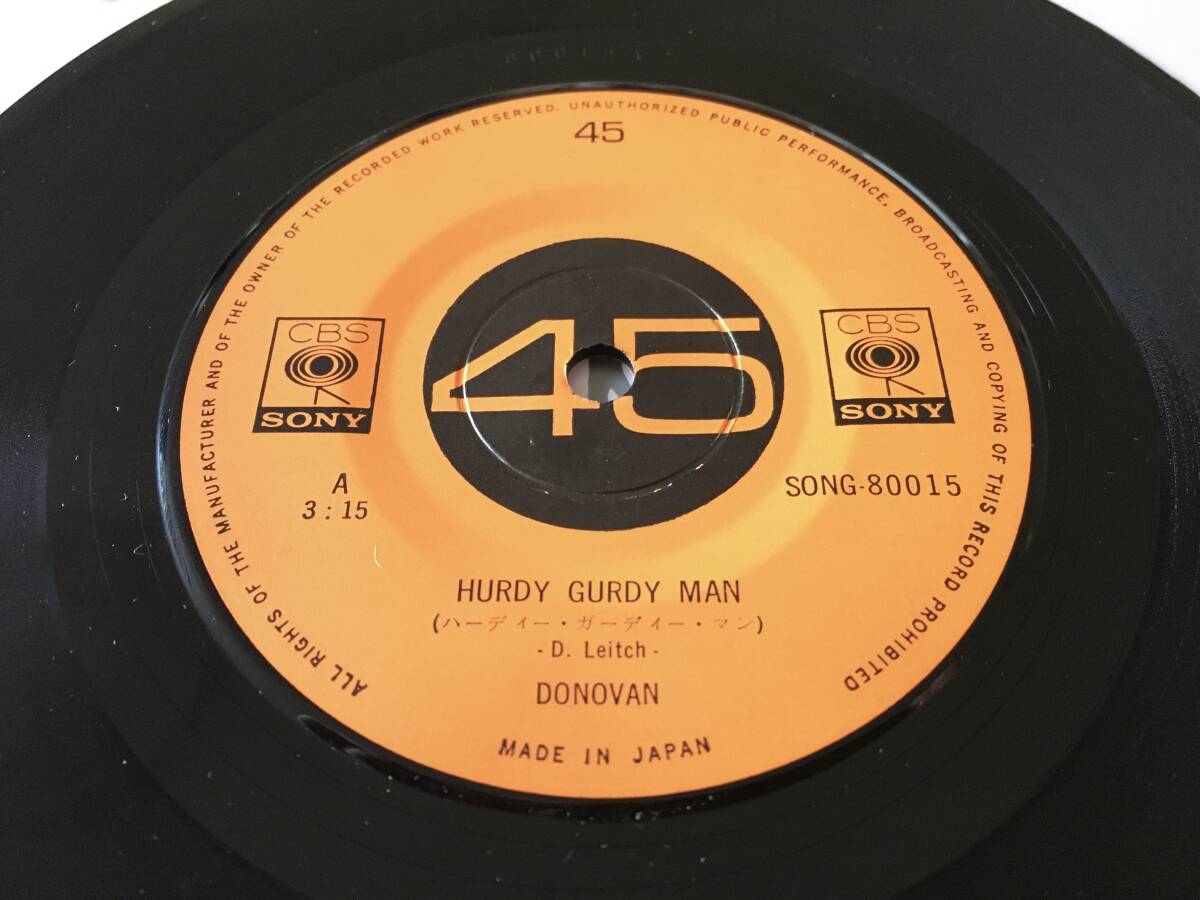 ALL RIGHTS OF THE MANUFACTURER AND OF THE OWNER OF THE RECORDED WORK RESERVED. UNAUTHORIZED PUBLIC PERFORMANCE, BROADCASTING AND COPYING OF THIS RECORD PROHIBITED
45
45
CBS
SONY
CBS
SONY
A
3:15
SONG-80015
HURDY GURDY MAN
(ハーディー・ガーディー・マン)
- D. Leitch -
DONOVAN
MADE IN JAPAN